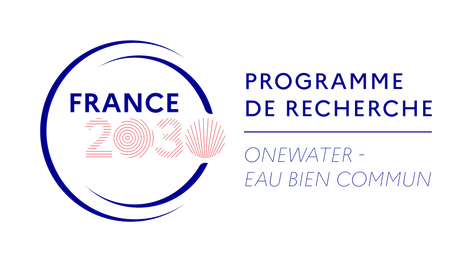 FRANCE
2030
PROGRAMME
DE RECHERCHE
ONEWATER -
EAU BIEN COMMUN